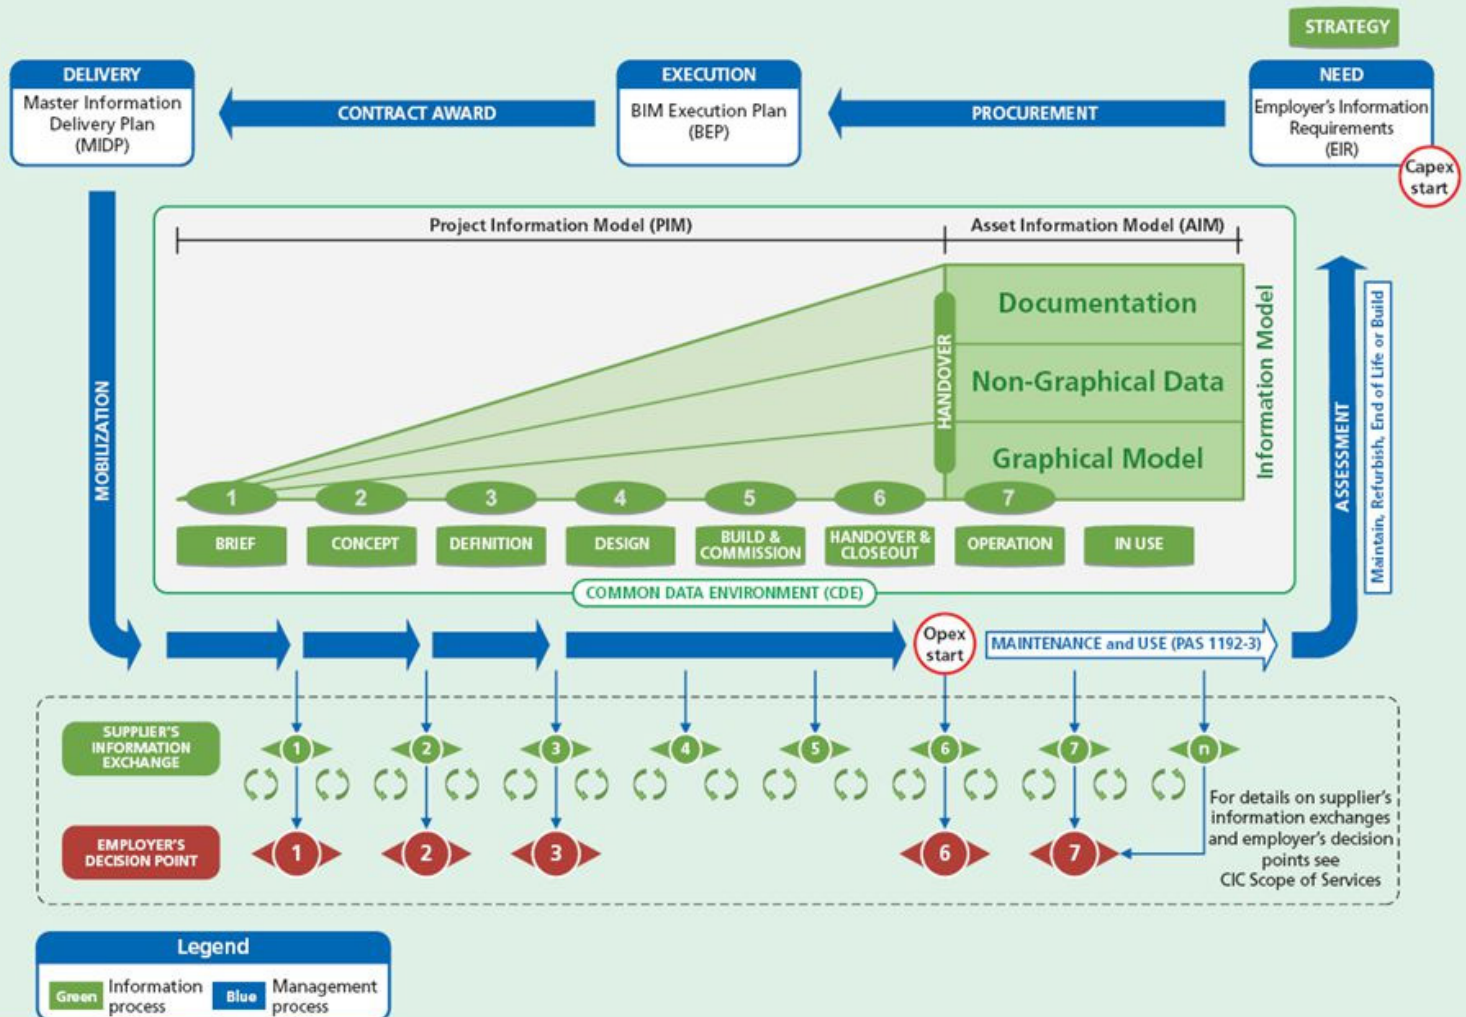 STRATEGY
DELIVERY
Master Information
Delivery Plan
(MIDP)
CONTRACT AWARD
EXECUTION
BIM Execution Plan
(BEP)
PROCUREMENT
NEED
Employer's Information
Requirements
(EIR)
Capex
start
Project Information Model (PIM)
Asset Information Model (AIM)
MOBILIZATION
HANDOVER
Documentation
Non-Graphical Data
Graphical Model
Information Model
ASSESSMENT
Maintain, Refurbish, End of Life or Build
1
2
3
4
5
6
7
BRIEF
CONCEPT
DEFINITION
DESIGN
BUILD &
COMMISSION
HANDOVER &
CLOSEOUT
OPERATION
IN USE
COMMON DATA ENVIRONMENT (CDE)
Opex
start
MAINTENANCE and USE (PAS 1192-3)
SUPPLIER'S
INFORMATION
EXCHANGE
1
2
3
4
5
6
7
n
EMPLOYER'S
DECISION POINT
1
2
3
6
7
For details on supplier's
information exchanges
and employer's decision
points see
CIC Scope of Services
Legend
Green
Information
process
Blue
Management
process